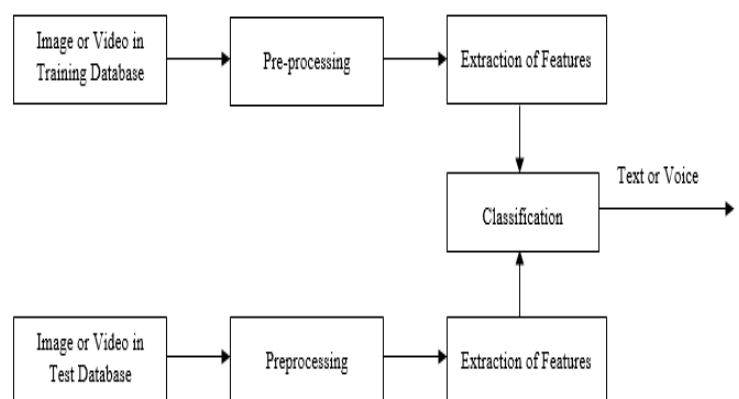 Image or Video in
Training Database
Pre-processing
Extraction of Features
Text or Voice
Classification
Image or Video in
Test Database
Preprocessing
Extraction of Features